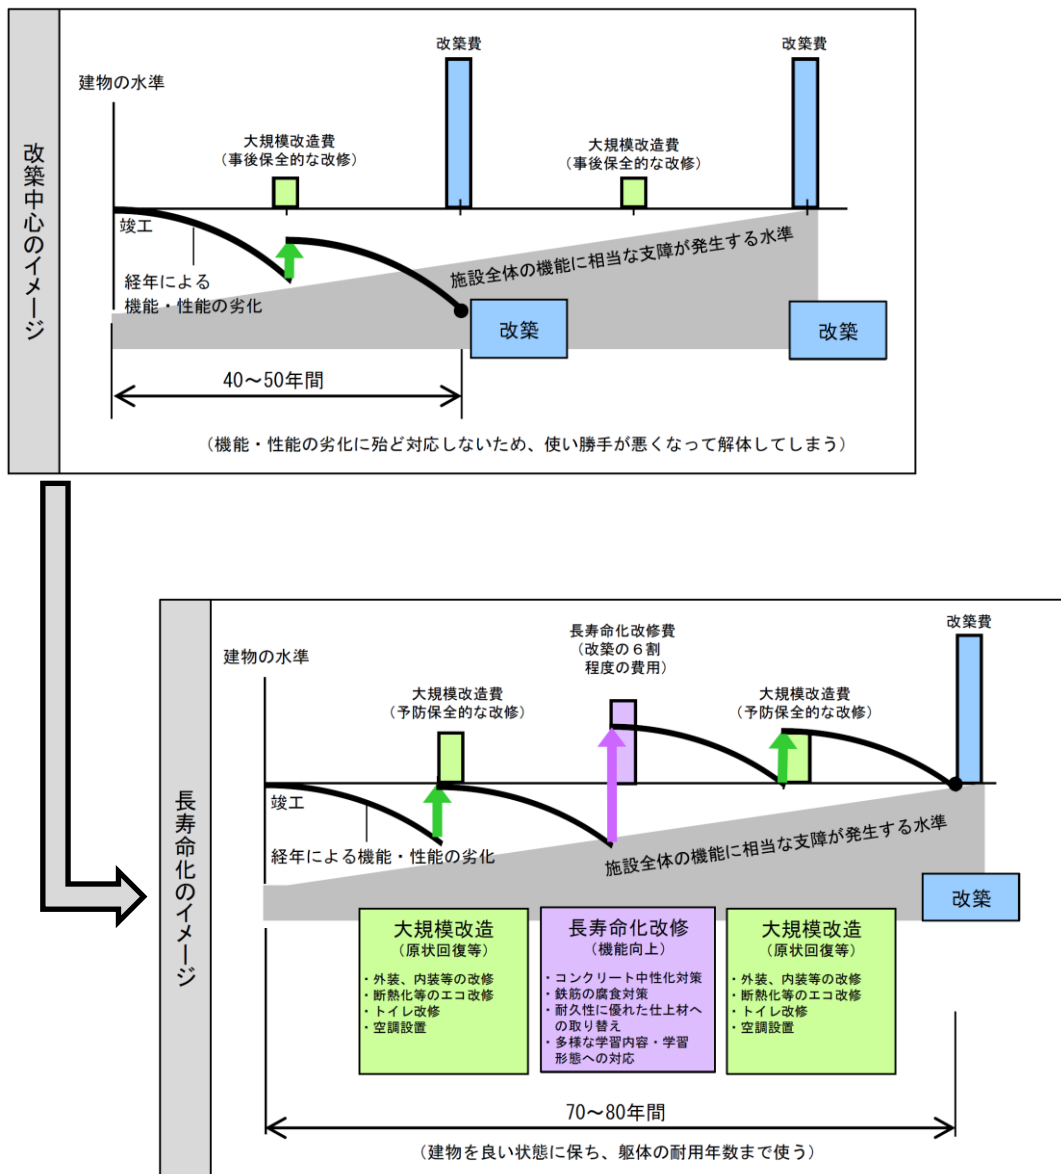 改築中心のイメージ
建物の水準
改築費
改築費
大規模改造費
（事後保全的な改修）
大規模改造費
（事後保全的な改修）
竣工
経年による
機能・性能の劣化
施設全体の機能に相当な支障が発生する水準
改築
改築
40～50年間
（機能・性能の劣化に殆ど対応しないため、使い勝手が悪くなって解体してしまう）
長寿命化のイメージ
建物の水準
大規模改造費
（予防保全的な改修）
長寿命化改修費
（改築の６割
程度の費用）
大規模改造費
（予防保全的な改修）
改築費
竣工
経年による機能・性能の劣化
施設全体の機能に相当な支障が発生する水準
改築
大規模改造
（原状回復等）
・外装、内装等の改修
・断熱化等のエコ改修
・トイレ改修
・空調設置
長寿命化改修
（機能向上）
・コンクリート中性化対策
・鉄筋の腐食対策
・耐久性に優れた仕上材へ
の取り替え
・多様な学習内容・学習
形態への対応
大規模改造
（原状回復等）
・外装、内装等の改修
・断熱化等のエコ改修
・トイレ改修
・空調設置
70～80年間
（建物を良い状態に保ち、躯体の耐用年数まで使う）